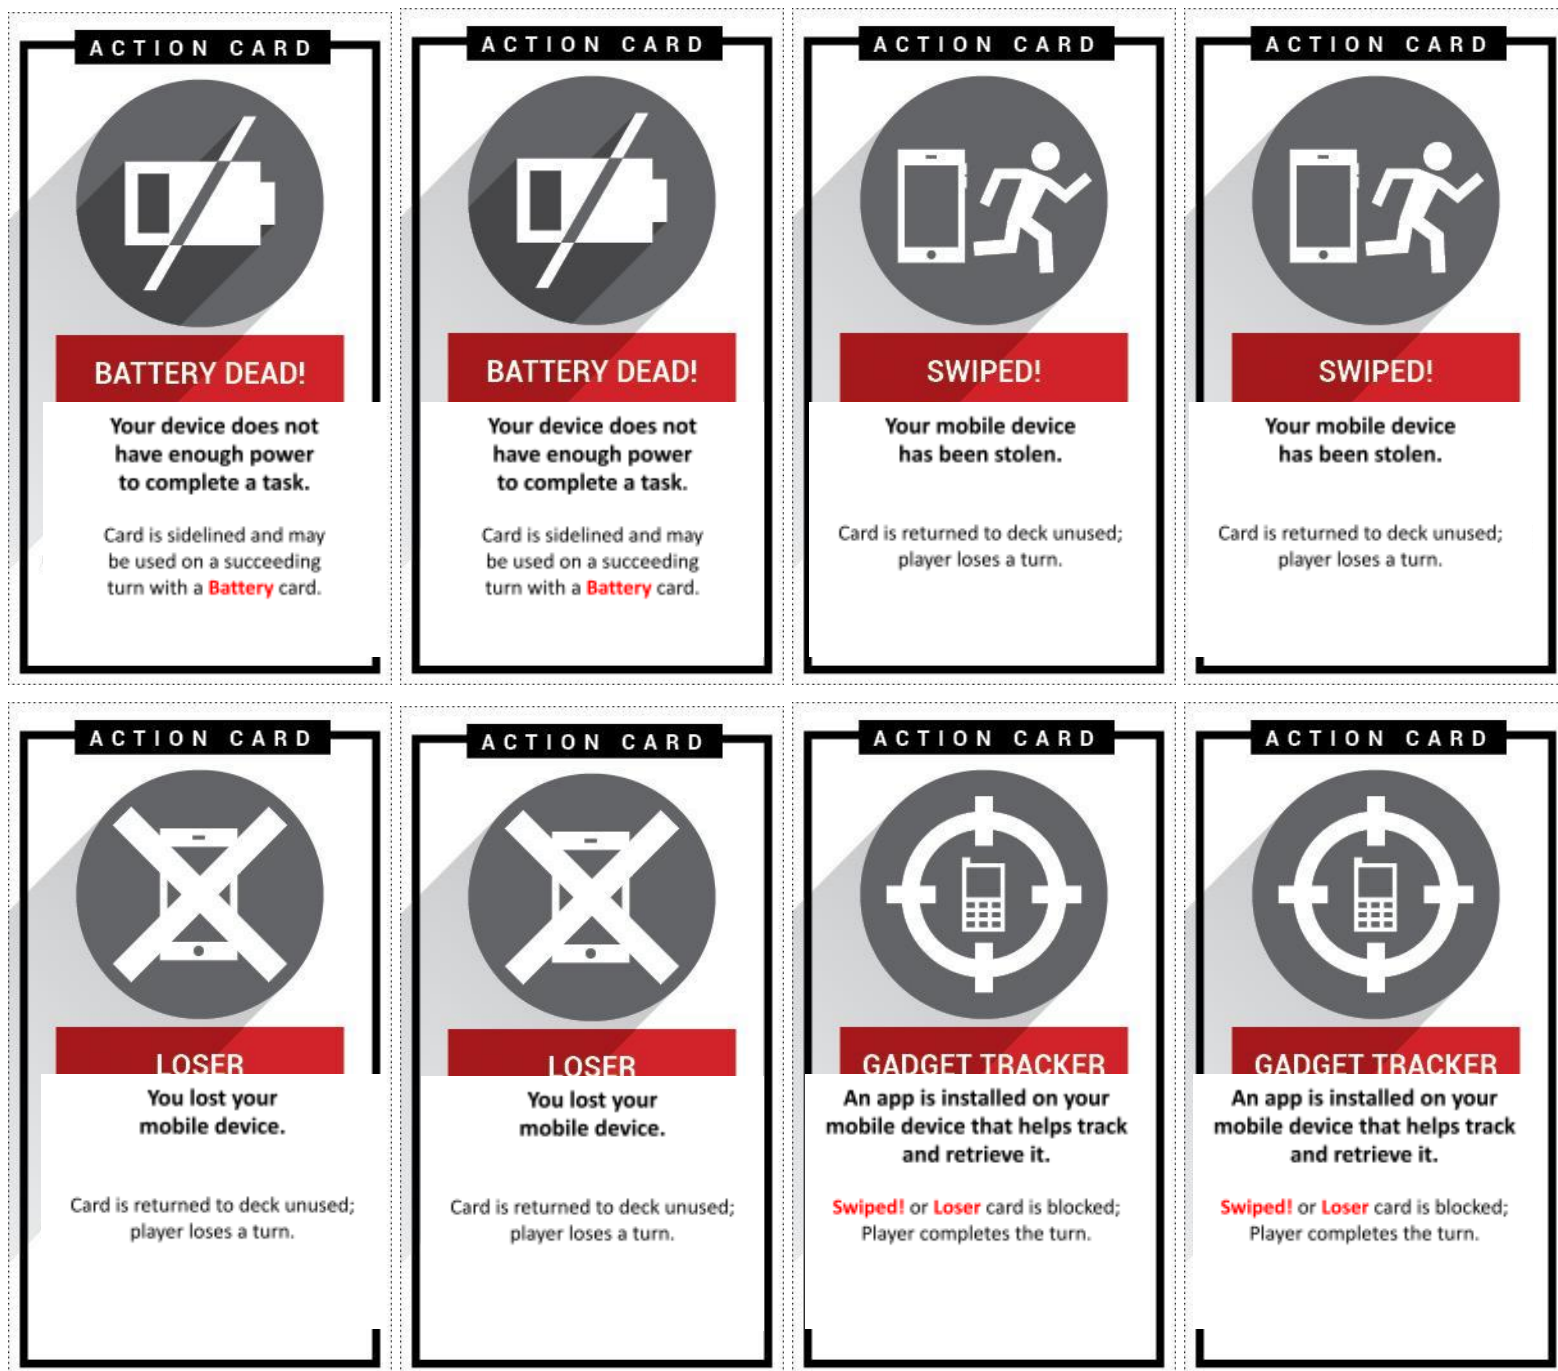 ACTION CARD
BATTERY DEAD!
Your device does not
have enough power
to complete a task.
Card is sidelined and may
be used on a succeeding
turn with a Battery card.
ACTION CARD
BATTERY DEAD!
Your device does not
have enough power
to complete a task.
Card is sidelined and may
be used on a succeeding
turn with a Battery card.
ACTION CARD
SWIPED!
Your mobile device
has been stolen.
Card is returned to deck unused;
player loses a turn.
ACTION CARD
SWIPED!
Your mobile device
has been stolen.
Card is returned to deck unused;
player loses a turn.
ACTION CARD
LOSER
You lost your
mobile device.
Card is returned to deck unused;
player loses a turn.
ACTION CARD
LOSER
You lost your
mobile device.
Card is returned to deck unused;
player loses a turn.
ACTION CARD
GADGET TRACKER
An app is installed on your
mobile device that helps track
and retrieve it.
Swiped! or Loser card is blocked;
Player completes the turn.
ACTION CARD
GADGET TRACKER
An app is installed on your
mobile device that helps track
and retrieve it.
Swiped! or Loser card is blocked;
Player completes the turn.